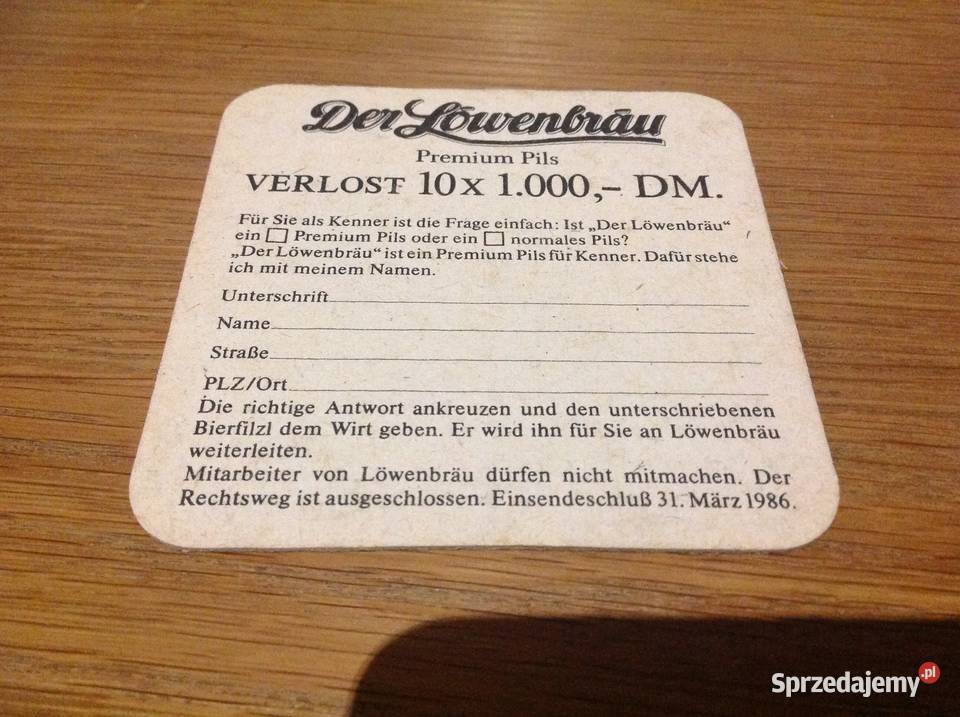 Der Löwenbräu
Premium Pils
VERLOST 10 x 1.000,– DM.
Für Sie als Kenner ist die Frage einfach: Ist „Der Löwenbräu“
ein □ Premium Pils oder ein □ normales Pils?
„Der Löwenbräu“ ist ein Premium Pils für Kenner. Dafür stehe
ich mit meinem Namen.
Unterschrift
Name
Straße
PLZ/Ort
Die richtige Antwort ankreuzen und den unterschriebenen
Bierfilzl dem Wirt geben. Er wird ihn für Sie an Löwenbräu
weiterleiten.
Mitarbeiter von Löwenbräu dürfen nicht mitmachen. Der
Rechtsweg ist ausgeschlossen. Einsendeschluß 31. März 1986.
Sprzedajemy.pl